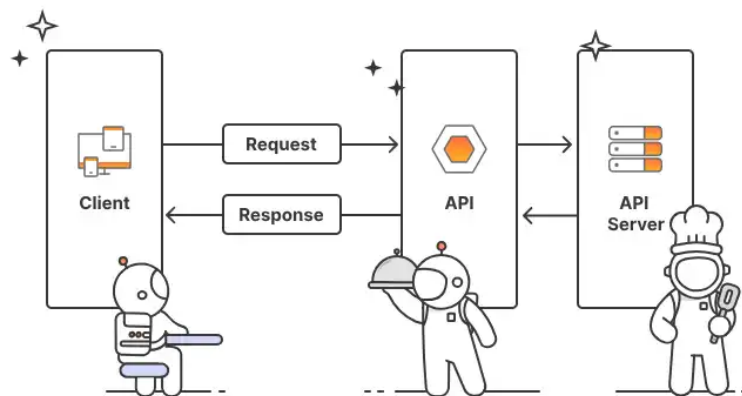 Request
Client
Response
API
API
Server